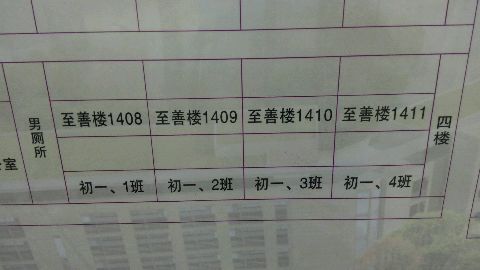 男厕所
至善楼1408 至善楼1409 至善楼1410 至善楼1411
四楼
室
初一、1班 初一、2班 初一、3班 初一、4班